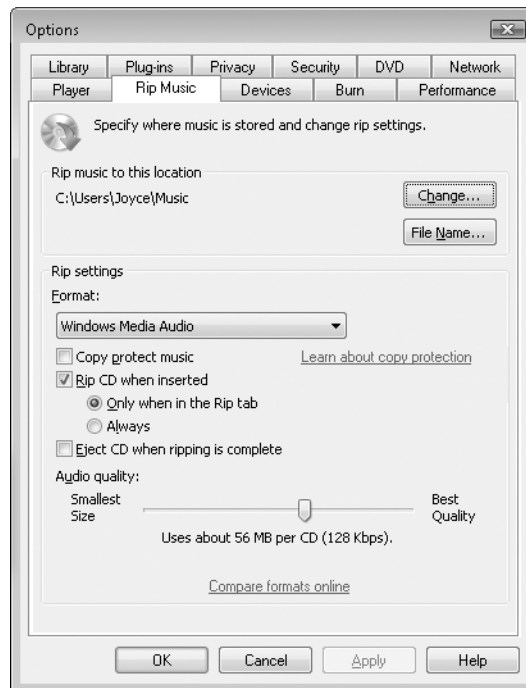 Options
Library Plug-ins Privacy Security DVD Network
Player Rip Music Devices Burn Performance
Specify where music is stored and change rip settings.
Rip music to this location
C:\Users\Joyce\Music
Change...
File Name...
Rip settings
Format:
Windows Media Audio
Copy protect music Learn about copy protection
Rip CD when inserted
Only when in the Rip tab
Always
Eject CD when ripping is complete
Audio quality:
Smallest Best
Size Quality
Uses about 56 MB per CD (128 Kbps).
Compare formats online
OK Cancel Apply Help